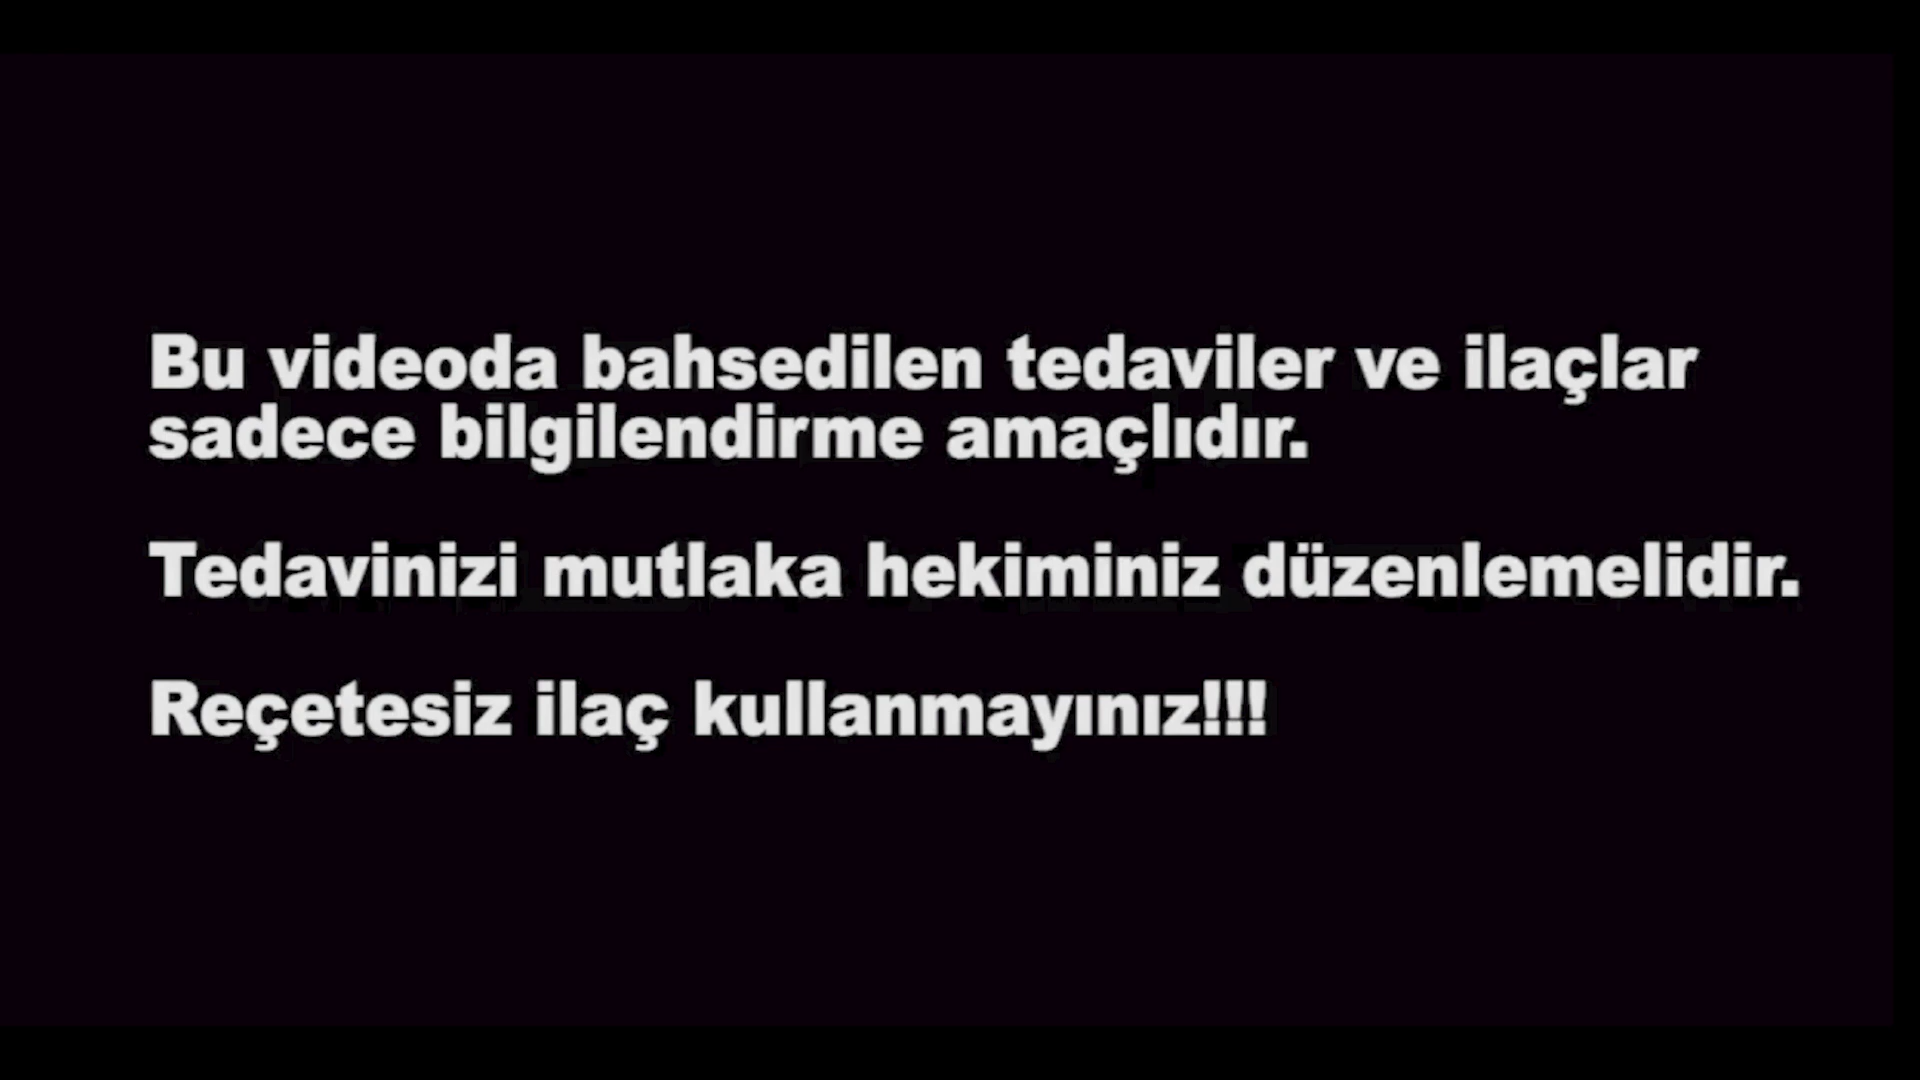 Bu videoda bahsedilen tedaviler ve ilaçlar
sadece bilgilendirme amaçlıdır.
Tedavinizi mutlaka hekiminiz düzenlemelidir.
Reçetesiz ilaç kullanmayınız!!!